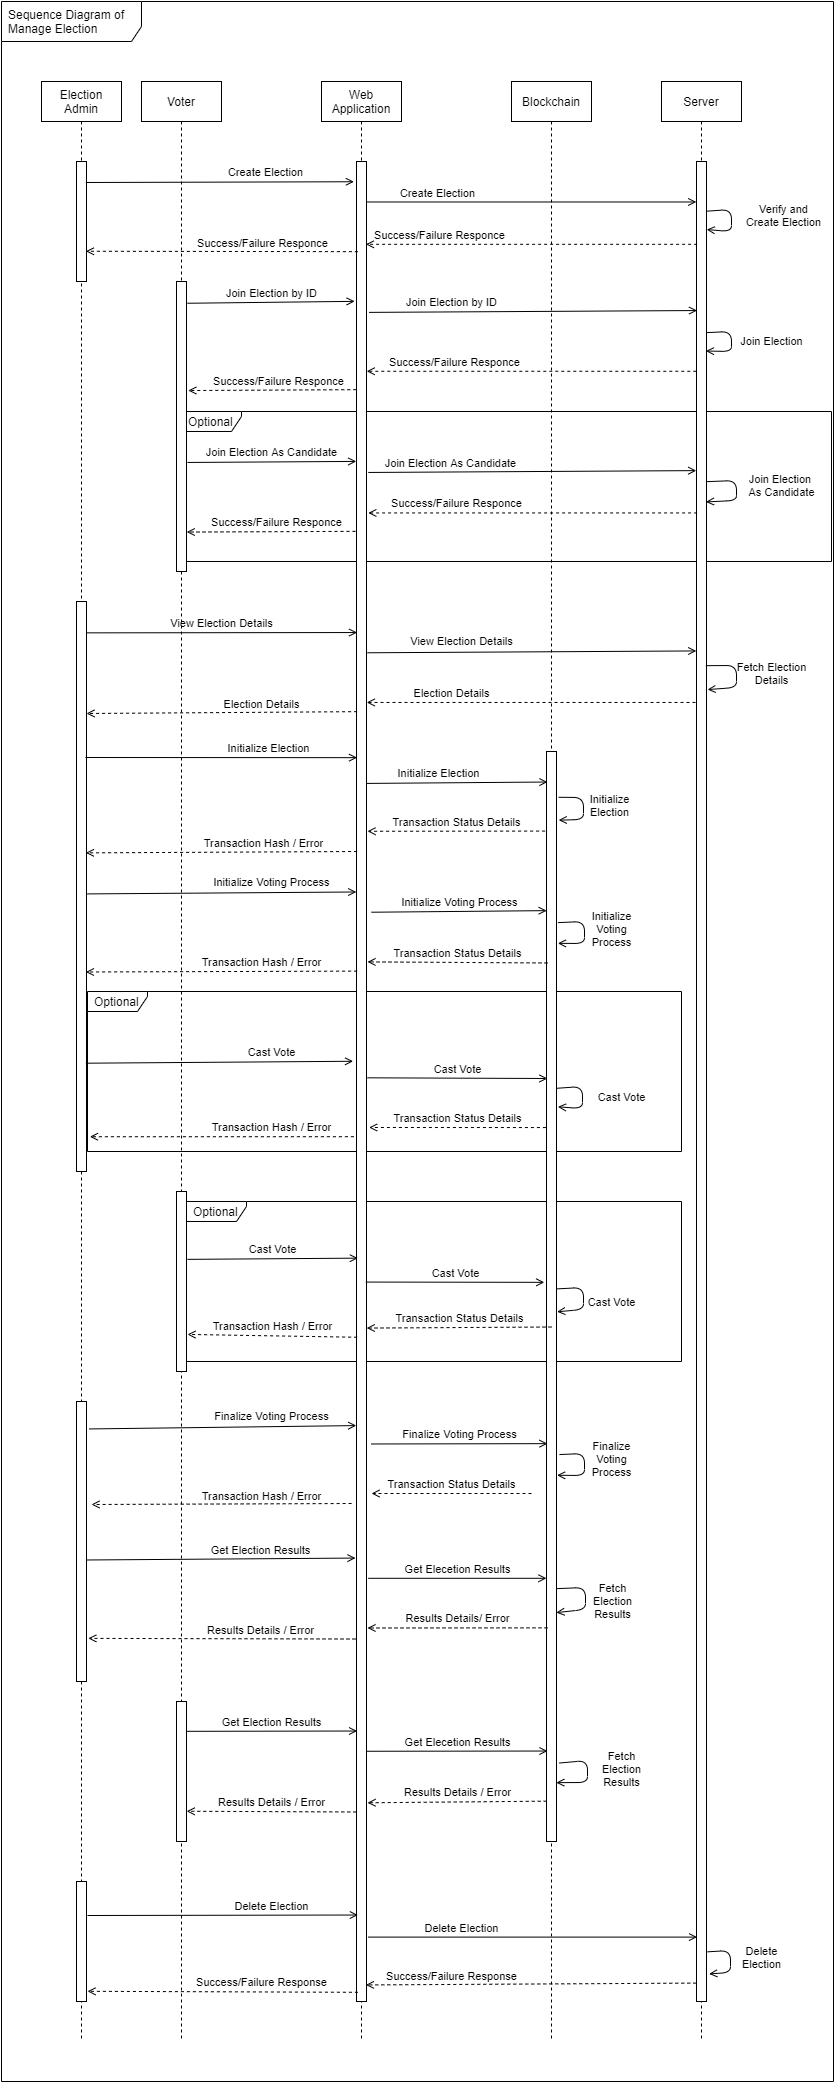 Sequence Diagram of
Manage Election
Election
Admin
Voter
Web
Application
Blockchain
Server
Create Election
Create Election
Verify and
Create Election
Success/Failure Responce
Success/Failure Responce
Join Election by ID
Join Election by ID
Join Election
Success/Failure Responce
Success/Failure Responce
Optional
Join Election As Candidate
Join Election As Candidate
Join Election
As Candidate
Success/Failure Responce
Success/Failure Responce
View Election Details
View Election Details
Fetch Election
Details
Election Details
Election Details
Initialize Election
Initialize Election
Initialize
Election
Transaction Status Details
Transaction Hash / Error
Initialize Voting Process
Initialize Voting Process
Initialize
Voting
Process
Transaction Status Details
Transaction Hash / Error
Optional
Cast Vote
Cast Vote
Cast Vote
Transaction Status Details
Transaction Hash / Error
Optional
Cast Vote
Cast Vote
Cast Vote
Transaction Status Details
Transaction Hash / Error
Finalize Voting Process
Finalize Voting Process
Finalize
Voting
Process
Transaction Status Details
Transaction Hash / Error
Get Election Results
Get Elecetion Results
Fetch
Election
Results
Results Details/ Error
Results Details / Error
Get Election Results
Get Elecetion Results
Fetch
Election
Results
Results Details / Error
Results Details / Error
Delete Election
Delete Election
Delete
Election
Success/Failure Response
Success/Failure Response